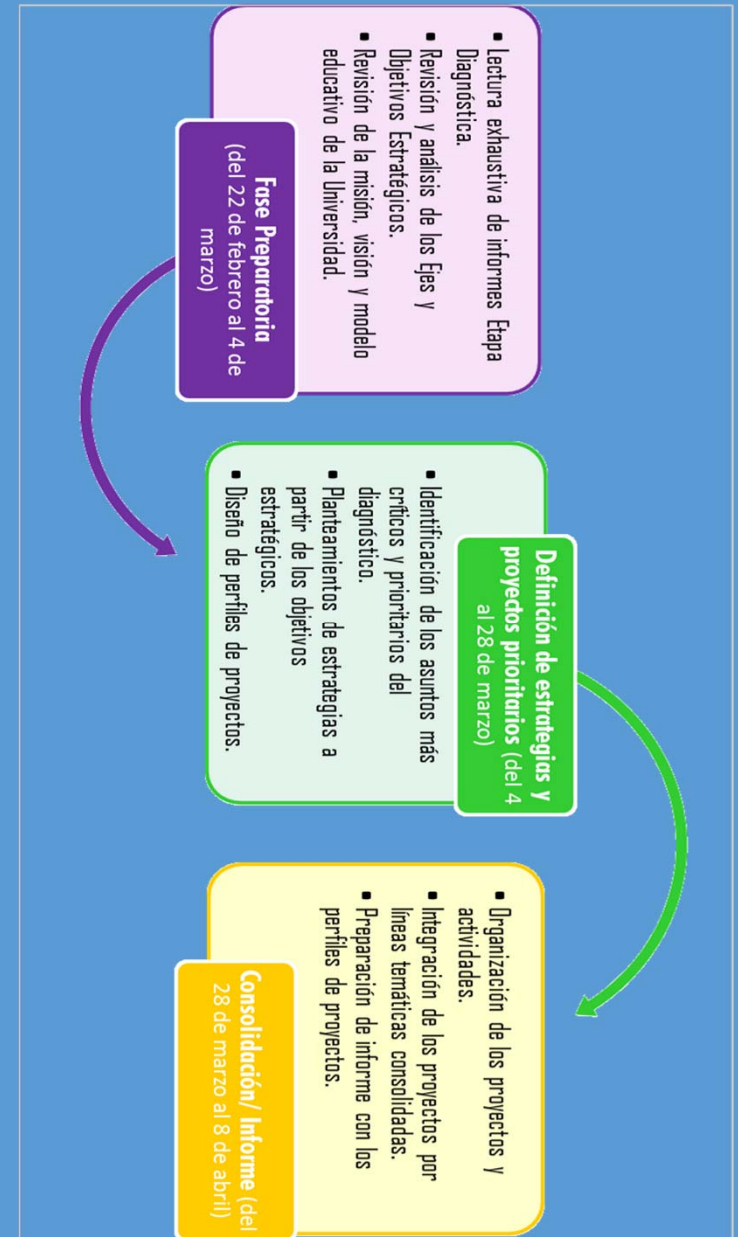 ▪ Lectura exhaustiva de informes Etapa
Diagnóstica.
▪ Revisión y análisis de los Ejes y
Objetivos Estratégicos.
▪ Revisión de la misión, visión y modelo
educativo de la Universidad.
Fase Preparatoria
(del 22 de febrero al 4 de
marzo)
Definición de estrategias y
proyectos prioritarios (del 4
al 28 de marzo)
▪ Identificación de los asuntos más
críticos y prioritarios del
diagnóstico.
▪ Planteamientos de estrategias a
partir de los objetivos
estratégicos.
▪ Diseño de perfiles de proyectos.
▪ Organización de los proyectos y
actividades.
▪ Integración de los proyectos por
líneas temáticas consolidadas.
▪ Preparación de informe con los
perfiles de proyectos.
Consolidación/ Informe (del
28 de marzo al 8 de abril)